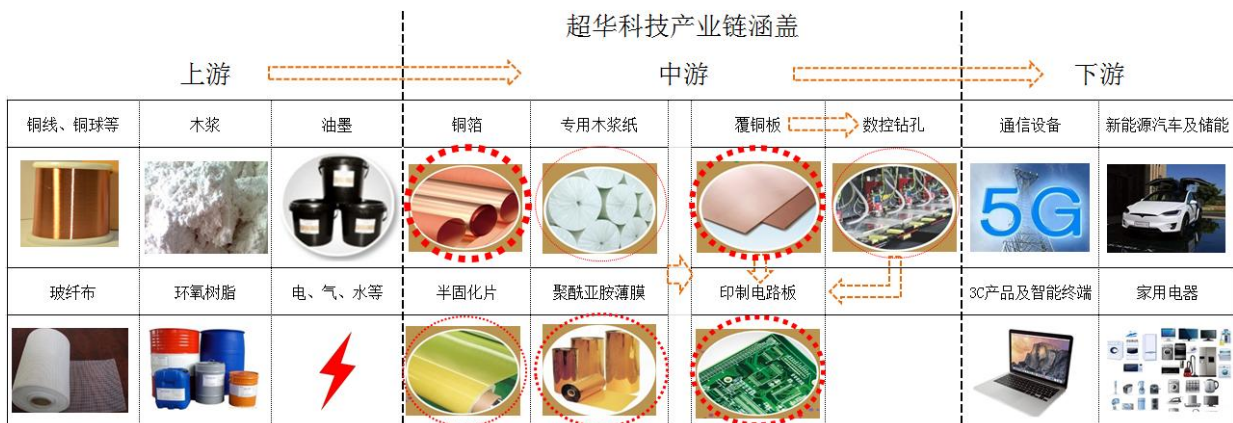 超华科技产业链涵盖
上游 中游 下游
铜线、铜球等 木浆 油墨 铜箔 专用木浆纸 覆铜板 数控钻孔 通信设备 新能源汽车及储能
5G
玻纤布 环氧树脂 电、气、水等 半固化片 聚酰亚胺薄膜 印制电路板 3C产品及智能终端 家用电器